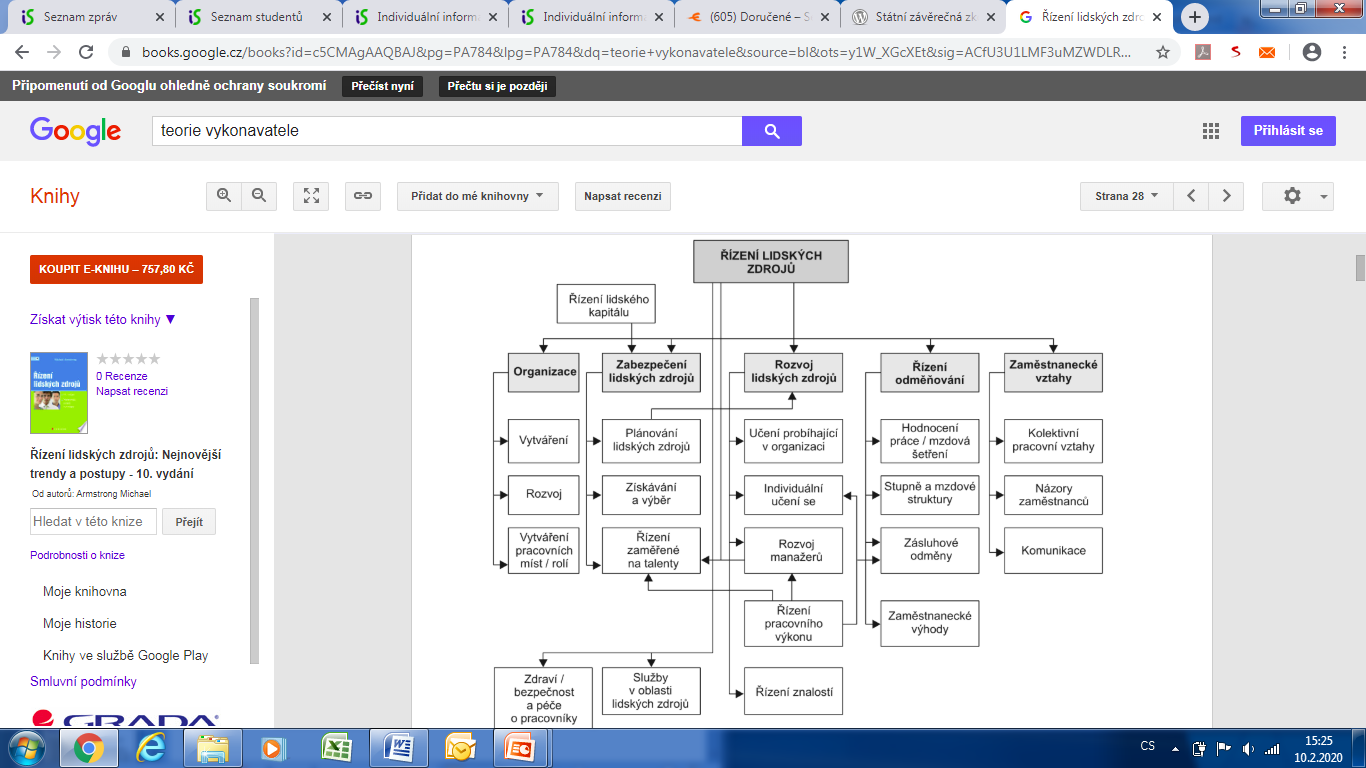 Seznam zpráv
Seznam studentů
Individuální informa
Individuální informa
(605) Doručené – S
Státní závěrečná zk
Řízení lidských zdro
books.google.cz/books?id=c5CMAgAAQBAJ&pg=PA784&lpg=PA784&dq=teorie+vykonavatele&source=bl&ots=y1W_XGcXEt&sig=ACfU3U1LMF3uMZWDLR...
Připomenutí od Googlu ohledně ochrany soukromí
Přečíst nyní
Přečtu si je později
Google
teorie vykonavatele
Přihlásit se
Knihy
Přidat do mé knihovny
Napsat recenzi
Strana 28
KOUPIT E-KNIHU – 757,80 KČ
Získat výtisk této knihy ▼
Řízení
lidských zdrojů
0 Recenze
Napsat recenzi
Řízení lidských zdrojů: Nejnovější
trendy a postupy - 10. vydání
Od autorů: Armstrong Michael
Hledat v této knize
Přejít
Podrobnosti o knize
Moje knihovna
Moje historie
Knihy ve službě Google Play
Smluvní podmínky
GRADA
ŘÍZENÍ LIDSKÝCH
ZDROJŮ
Řízení lidského
kapitálu
Organizace
Zabezpečení
lidských zdrojů
Rozvoj
lidských zdrojů
Řízení
odměňování
Zaměstnanecké
vztahy
Vytváření
Plánování
lidských zdrojů
Učení probíhající
v organizaci
Hodnocení
práce / mzdová
šetření
Kolektivní
pracovní vztahy
Rozvoj
Získávání
a výběr
Individuální
učení se
Stupně a mzdové
struktury
Názory
zaměstnanců
Vytváření
pracovních
míst / rolí
Řízení
zaměřené
na talenty
Rozvoj
manažerů
Zásluhové
odměny
Komunikace
Řízení
pracovního
výkonu
Zaměstnanecké
výhody
Zdraví /
bezpečnost
a péče
o pracovníky
Služby
v oblasti
lidských zdrojů
Řízení znalostí
CS
15:25
10.2.2020